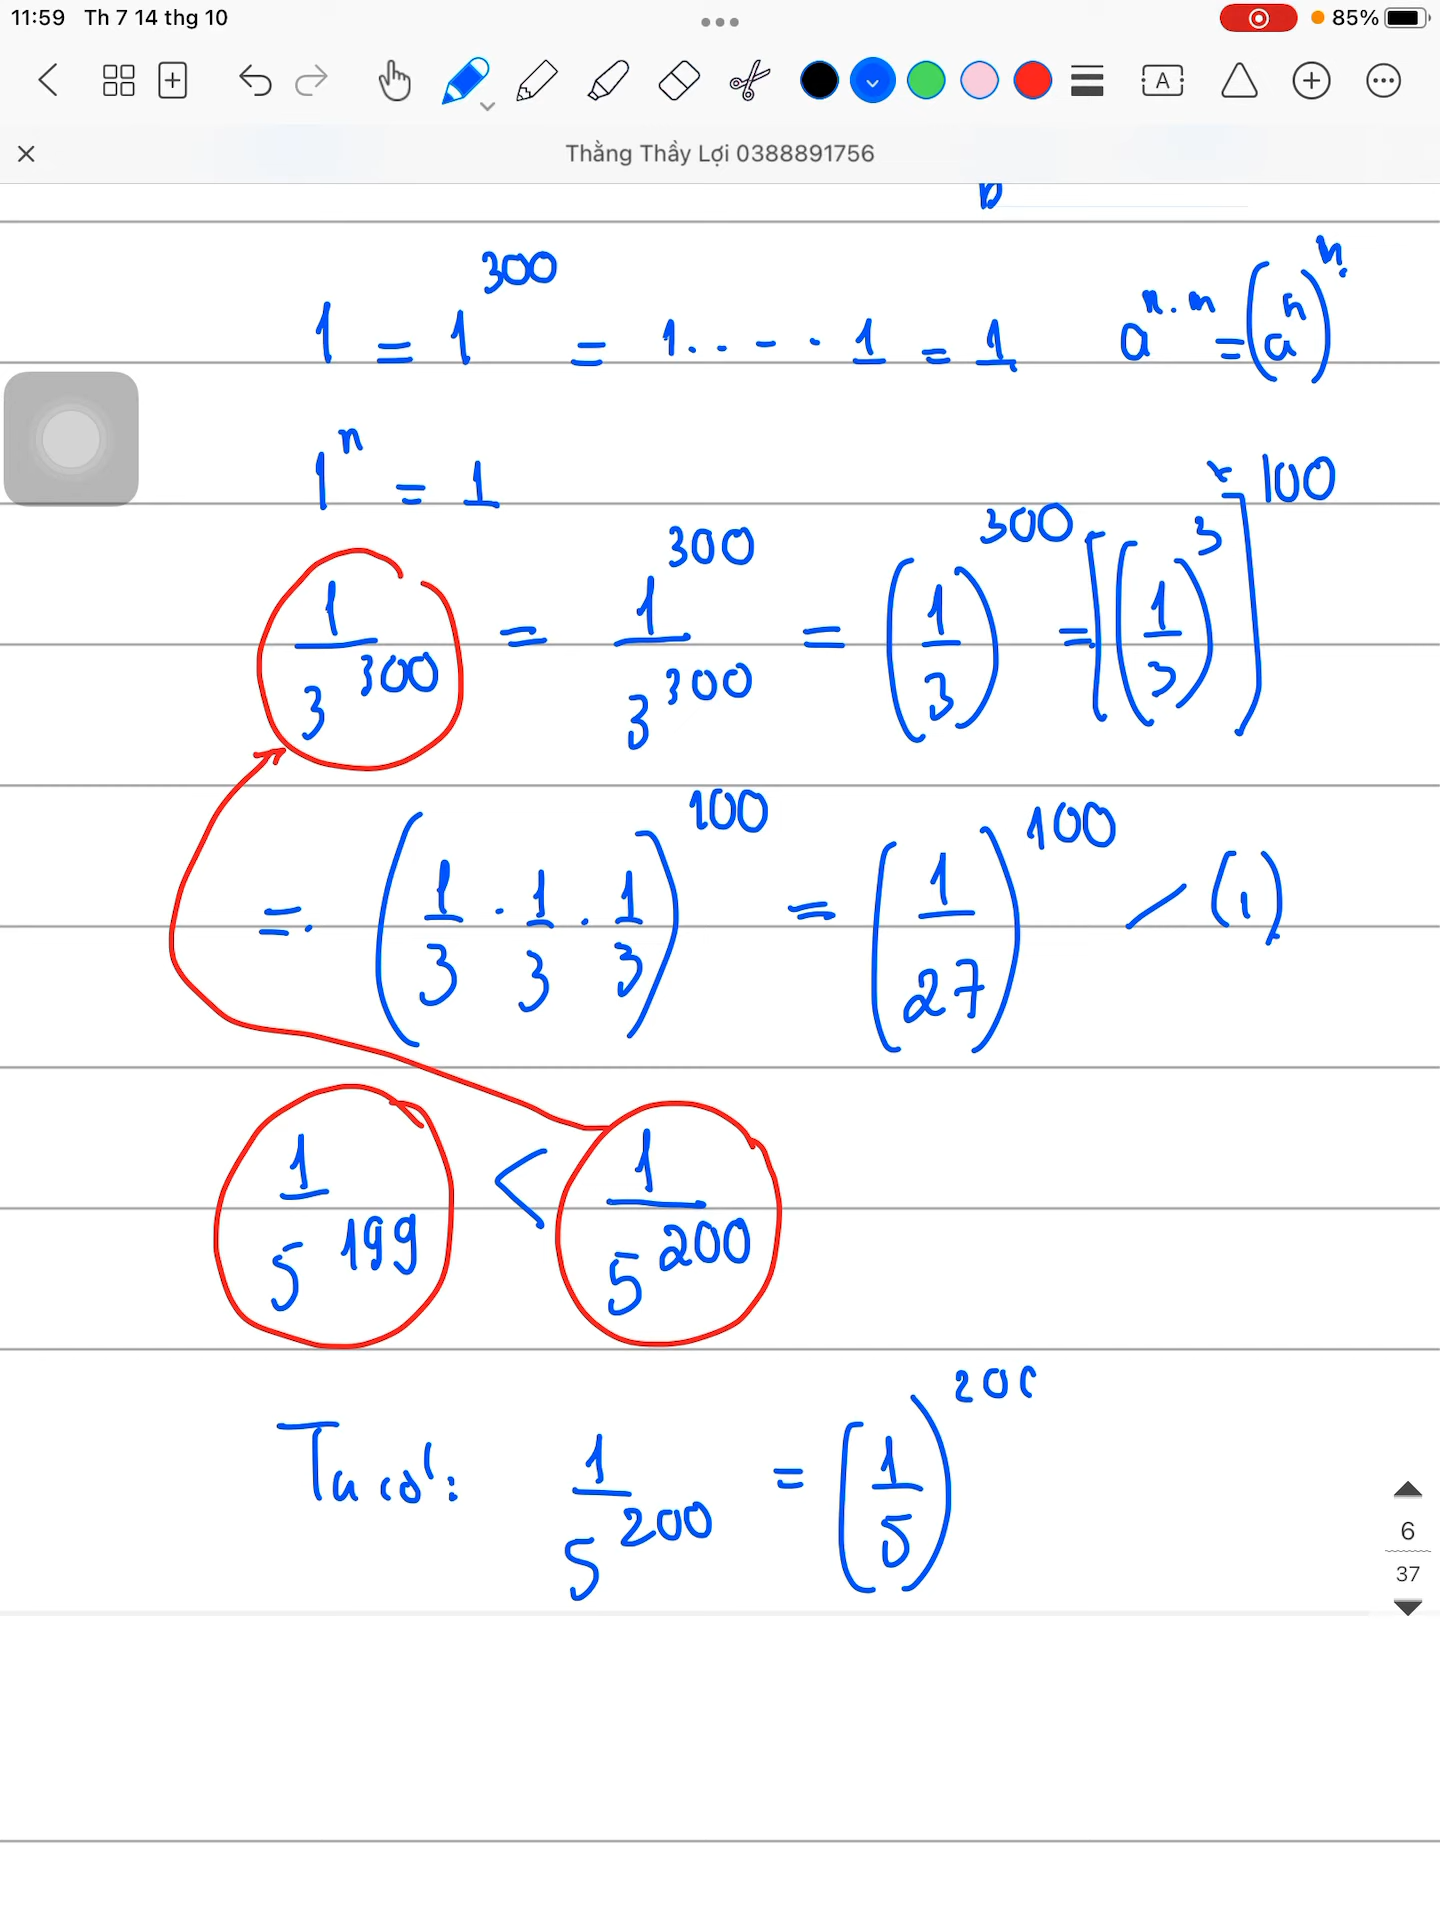 11:59 Th 7 14 thg 10 85%
A
Thằng Thầy Lợi 0388891756
b
1 = 1^300 = 1. . - - . 1 = 1 a^n.m = (a^n)^n
1^n = 1
1/3^300 = 1^300/3^300 = (1/3)^300 = [(1/3)^3]^100
= (1/3 . 1/3 . 1/3)^100 = (1/27)^100 - (1)
1/5^199 < 1/5^200
Ta có: 1/5^200 = (1/5)^200
6
37